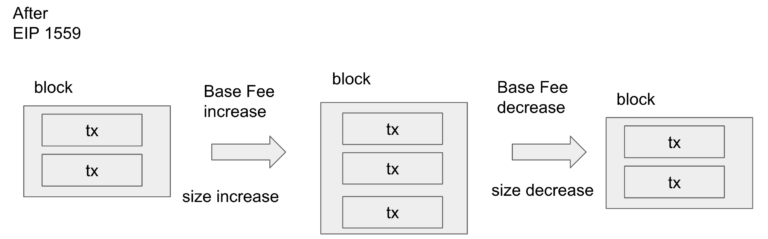 After
EIP 1559
block
tx
tx
Base Fee
increase
size increase
block
tx
tx
tx
Base Fee
decrease
size decrease
block
tx
tx